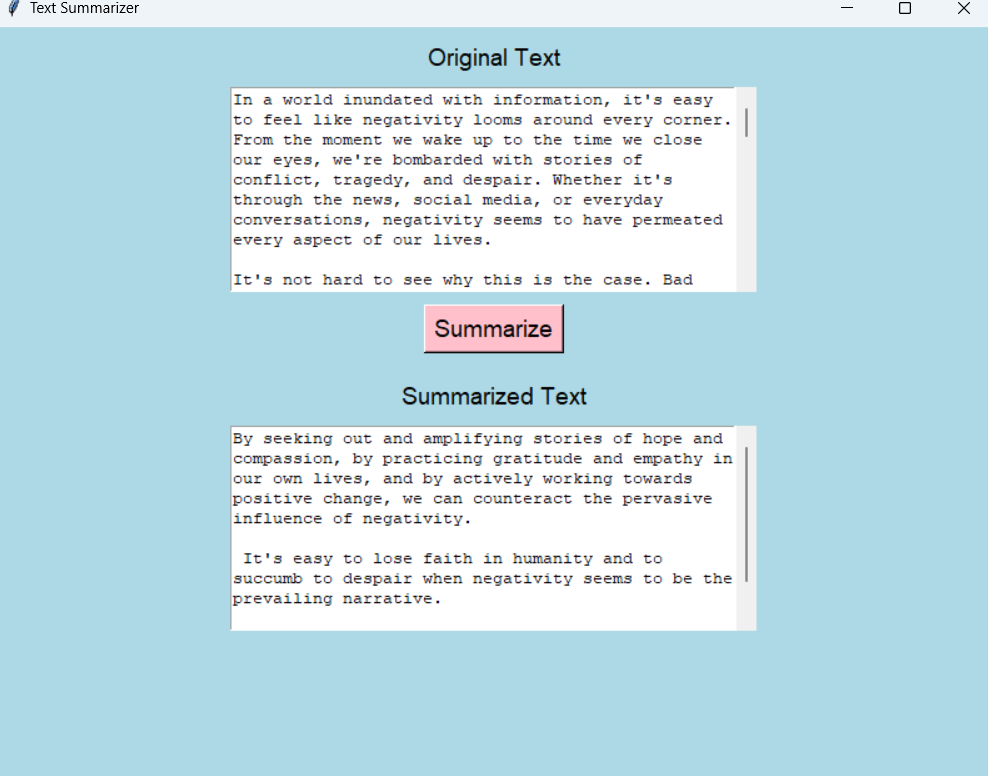 Text Summarizer
Original Text
In a world inundated with information, it's easy
to feel like negativity looms around every corner.
From the moment we wake up to the time we close
our eyes, we're bombarded with stories of
conflict, tragedy, and despair. Whether it's
through the news, social media, or everyday
conversations, negativity seems to have permeated
every aspect of our lives.
It's not hard to see why this is the case. Bad
Summarize
Summarized Text
By seeking out and amplifying stories of hope and
compassion, by practicing gratitude and empathy in
our own lives, and by actively working towards
positive change, we can counteract the pervasive
influence of negativity.
It's easy to lose faith in humanity and to
succumb to despair when negativity seems to be the
prevailing narrative.